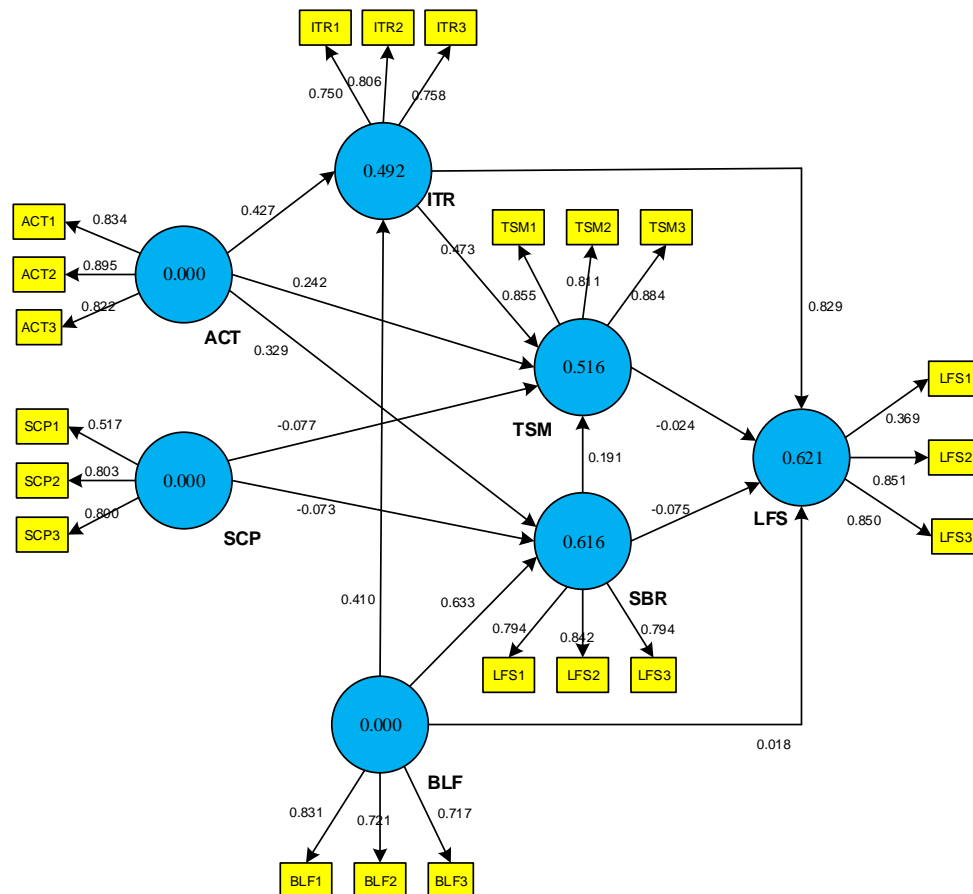 ITR1
ITR2
ITR3
0.750
0.806
0.758
0.492
ITR
ACT1
ACT2
ACT3
0.834
0.895
0.822
0.000
ACT
0.427
0.242
0.329
0.473
TSM1
TSM2
TSM3
0.855
0.811
0.884
0.516
TSM
0.829
SCP1
SCP2
SCP3
0.517
0.803
0.800
0.000
SCP
-0.077
-0.073
0.191
-0.024
-0.075
0.621
LFS
LFS1
LFS2
LFS3
0.369
0.851
0.850
0.616
SBR
0.794
0.842
0.794
LFS1
LFS2
LFS3
0.410
0.633
0.018
0.000
BLF
0.831
0.721
0.717
BLF1
BLF2
BLF3